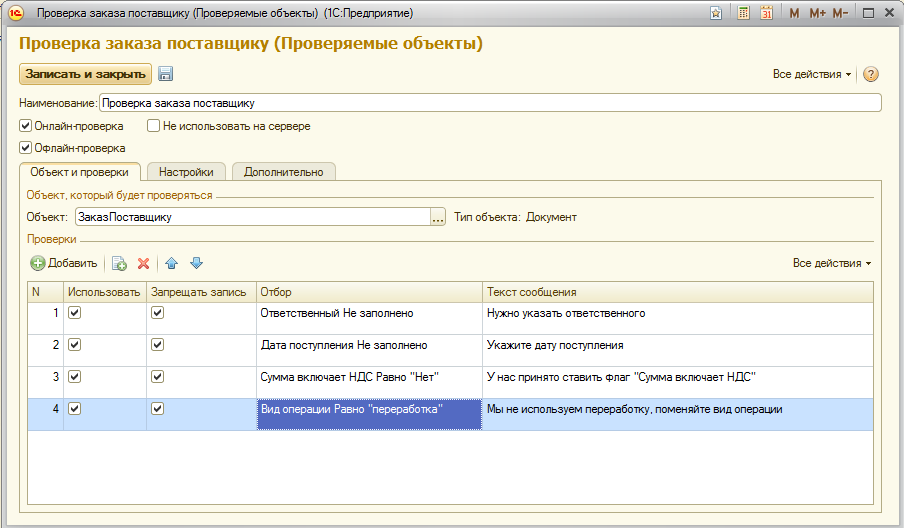 Проверка заказа поставщику (Проверяемые объекты) (1С:Предприятие)
31 M M+ M-
Проверка заказа поставщику (Проверяемые объекты)
Записать и закрыть Все действия ?
Наименование: Проверка заказа поставщику
Онлайн-проверка Не использовать на сервере
Офлайн-проверка
Объект и проверки Настройки Дополнительно
Объект, который будет проверяться
Объект: ЗаказПоставщику ... Тип объекта: Документ
Проверки
Добавить Все действия
N Использовать Запрещать запись Отбор Текст сообщения
1 Ответственный Не заполнено Нужно указать ответственного
2 Дата поступления Не заполнено Укажите дату поступления
3 Сумма включает НДС Равно "Нет" У нас принято ставить флаг "Сумма включает НДС"
4 Вид операции Равно "переработка" Мы не используем переработку, поменяйте вид операции